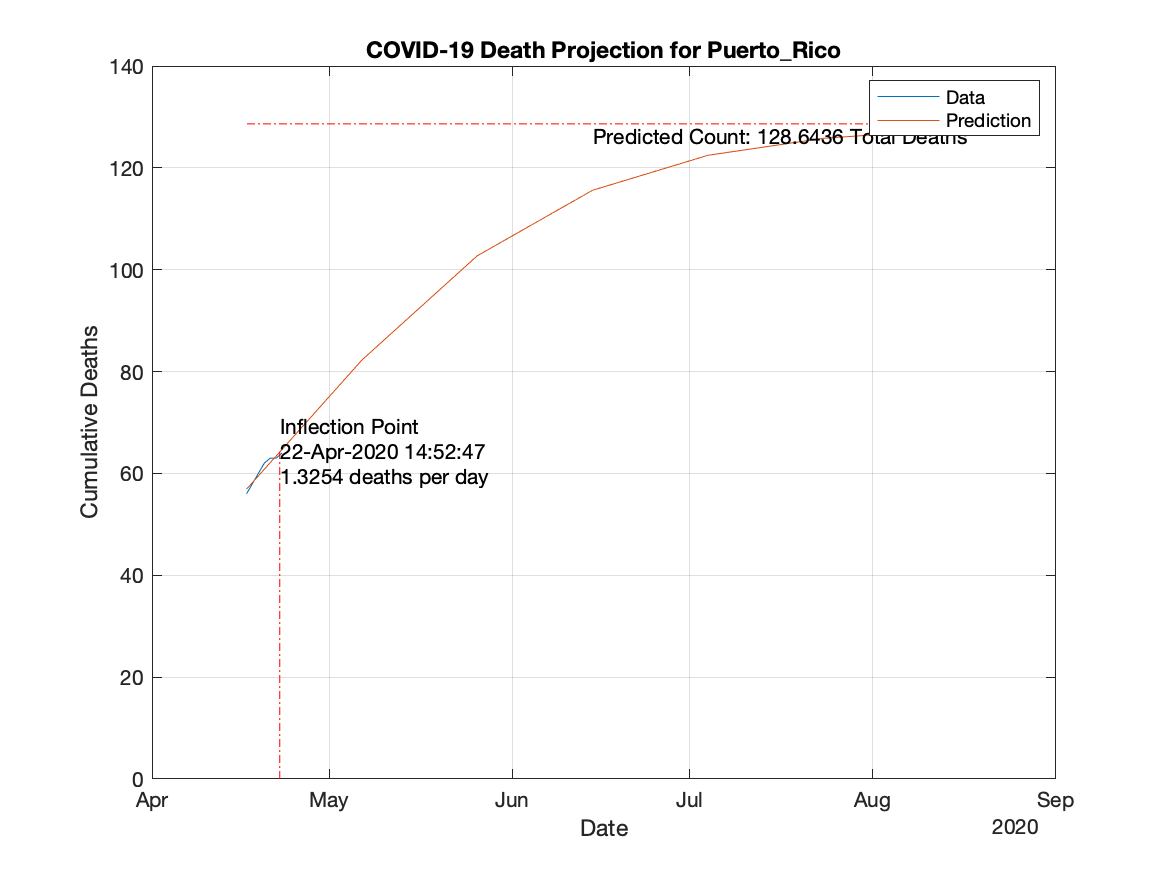 COVID-19 Death Projection for Puerto_Rico
140
Data
Prediction
Predicted Count: 128.6436 Total Deaths
120
100
80
60
40
20
0
Cumulative Deaths
Inflection Point
22-Apr-2020 14:52:47
1.3254 deaths per day
Apr May Jun Jul Aug Sep
Date
2020